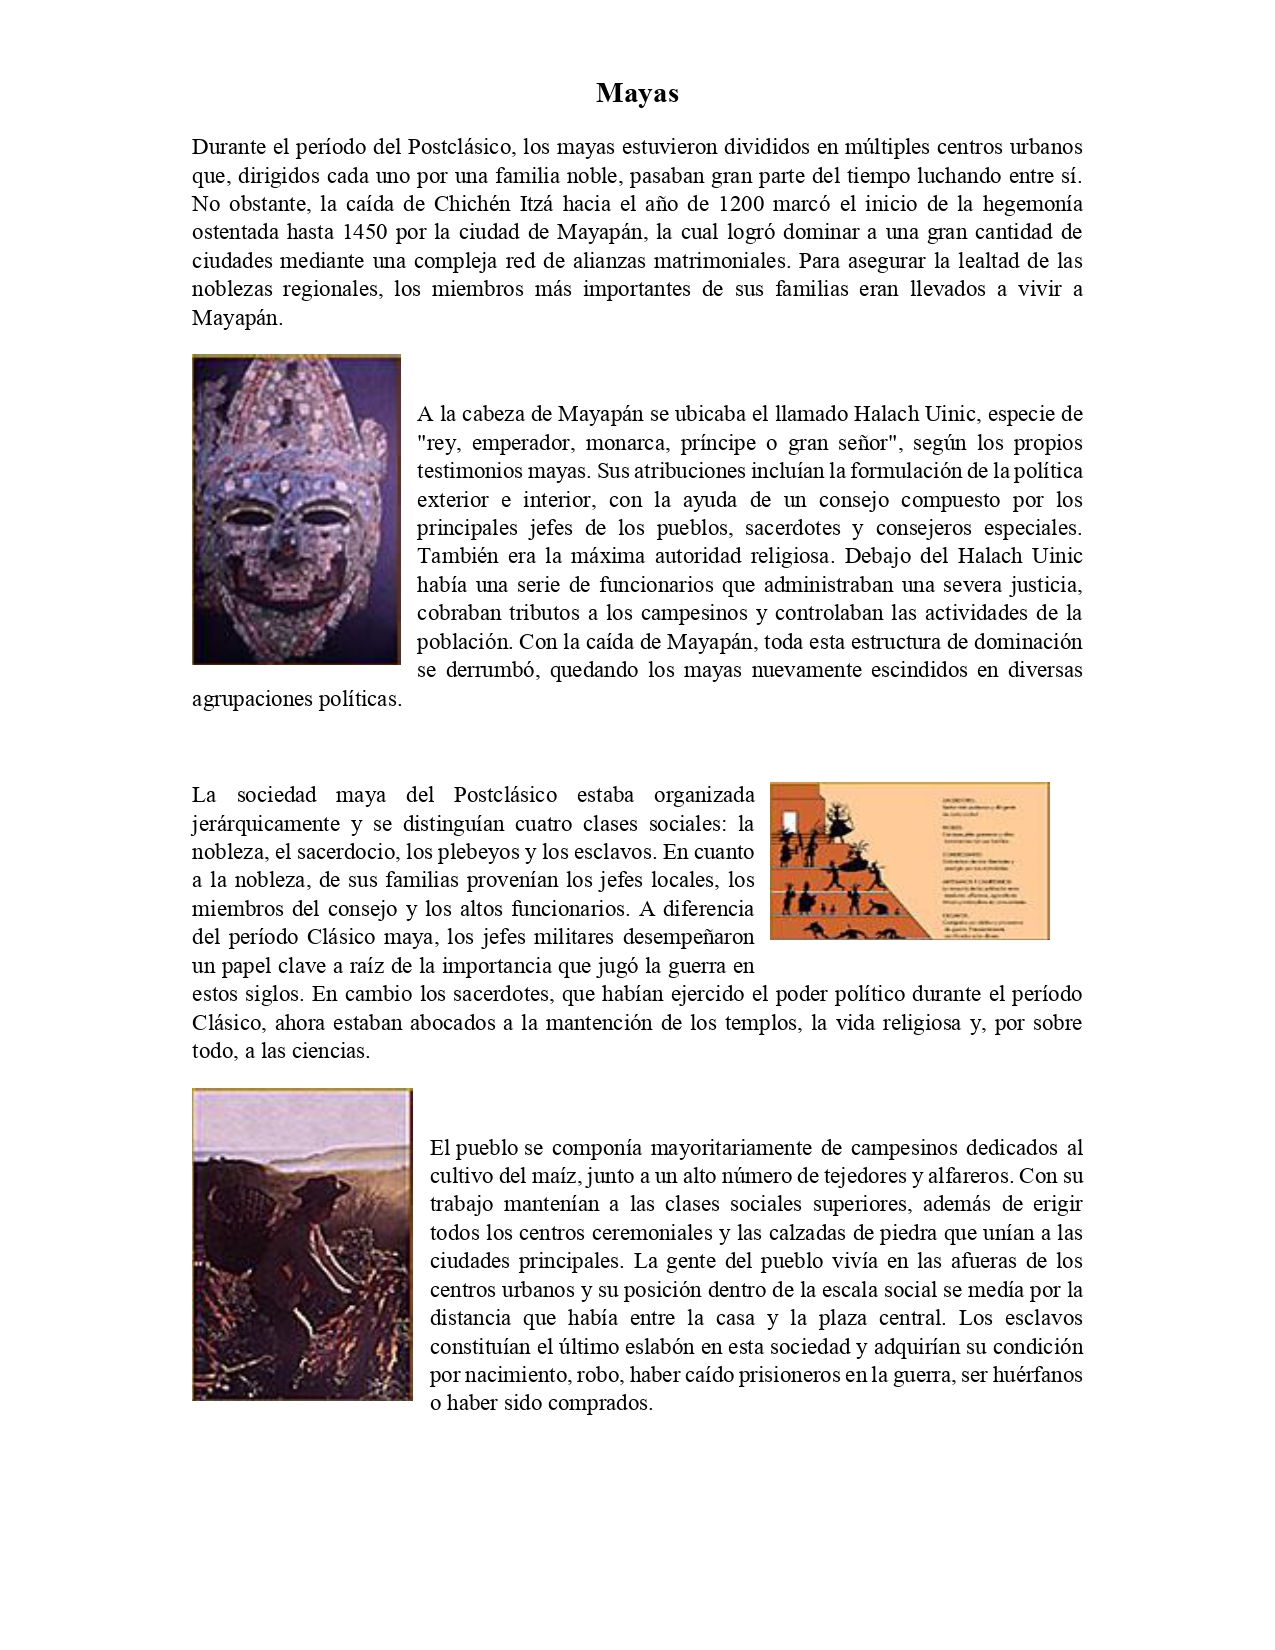 Mayas
Durante el período del Postclásico, los mayas estuvieron divididos en múltiples centros urbanos
que, dirigidos cada uno por una familia noble, pasaban gran parte del tiempo luchando entre sí.
No obstante, la caída de Chichén Itzá hacia el año de 1200 marcó el inicio de la hegemonía
ostentada hasta 1450 por la ciudad de Mayapán, la cual logró dominar a una gran cantidad de
ciudades mediante una compleja red de alianzas matrimoniales. Para asegurar la lealtad de las
noblezas regionales, los miembros más importantes de sus familias eran llevados a vivir a
Mayapán.
A la cabeza de Mayapán se ubicaba el llamado Halach Uinic, especie de
"rey, emperador, monarca, príncipe o gran señor", según los propios
testimonios mayas. Sus atribuciones incluían la formulación de la política
exterior e interior, con la ayuda de un consejo compuesto por los
principales jefes de los pueblos, sacerdotes y consejeros especiales.
También era la máxima autoridad religiosa. Debajo del Halach Uinic
había una serie de funcionarios que administraban una severa justicia,
cobraban tributos a los campesinos y controlaban las actividades de la
población. Con la caída de Mayapán, toda esta estructura de dominación
se derrumbó, quedando los mayas nuevamente escindidos en diversas
agrupaciones políticas.
La sociedad maya del Postclásico estaba organizada
jerárquicamente y se distinguían cuatro clases sociales: la
nobleza, el sacerdocio, los plebeyos y los esclavos. En cuanto
a la nobleza, de sus familias provenían los jefes locales, los
miembros del consejo y los altos funcionarios. A diferencia
del período Clásico maya, los jefes militares desempeñaron
un papel clave a raíz de la importancia que jugó la guerra en
estos siglos. En cambio los sacerdotes, que habían ejercido el poder político durante el período
Clásico, ahora estaban abocados a la mantención de los templos, la vida religiosa y, por sobre
todo, a las ciencias.
El pueblo se componía mayoritariamente de campesinos dedicados al
cultivo del maíz, junto a un alto número de tejedores y alfareros. Con su
trabajo mantenían a las clases sociales superiores, además de erigir
todos los centros ceremoniales y las calzadas de piedra que unían a las
ciudades principales. La gente del pueblo vivía en las afueras de los
centros urbanos y su posición dentro de la escala social se medía por la
distancia que había entre la casa y la plaza central. Los esclavos
constituían el último eslabón en esta sociedad y adquirían su condición
por nacimiento, robo, haber caído prisioneros en la guerra, ser huérfanos
o haber sido comprados.